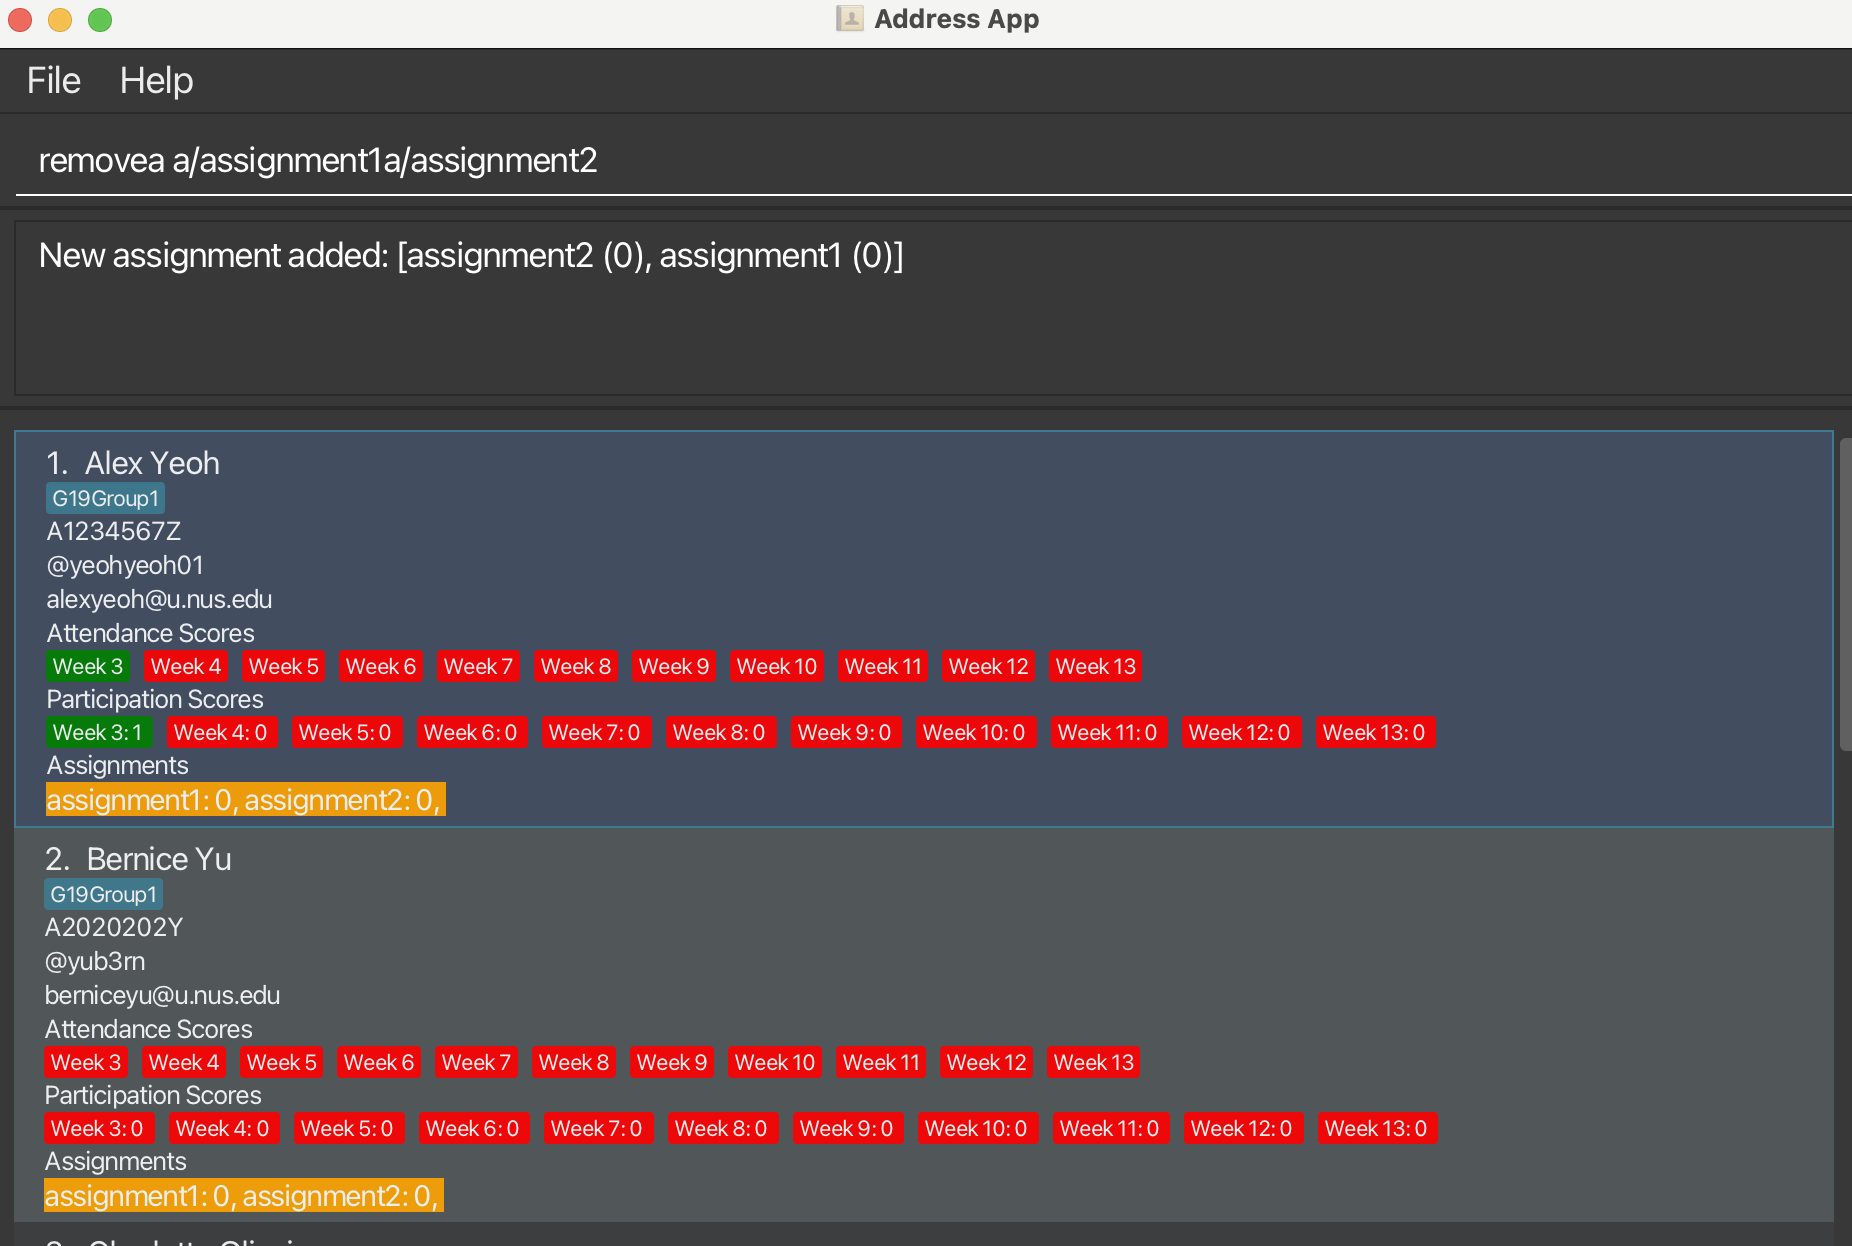 Address App
File Help
removea a/assignment1a/assignment2
New assignment added: [assignment2 (0), assignment1 (0)]
1. Alex Yeoh
G19Group1
A1234567Z
@yeohyeoh01
alexyeoh@u.nus.edu
Attendance Scores
Week 3 Week 4 Week 5 Week 6 Week 7 Week 8 Week 9 Week 10 Week 11 Week 12 Week 13
Participation Scores
Week 3: 1 Week 4: 0 Week 5: 0 Week 6: 0 Week 7: 0 Week 8: 0 Week 9: 0 Week 10: 0 Week 11: 0 Week 12: 0 Week 13: 0
Assignments
assignment1: 0, assignment2: 0,
2. Bernice Yu
G19Group1
A2020202Y
@yub3rn
berniceyu@u.nus.edu
Attendance Scores
Week 3 Week 4 Week 5 Week 6 Week 7 Week 8 Week 9 Week 10 Week 11 Week 12 Week 13
Participation Scores
Week 3: 0 Week 4: 0 Week 5: 0 Week 6: 0 Week 7: 0 Week 8: 0 Week 9: 0 Week 10: 0 Week 11: 0 Week 12: 0 Week 13: 0
Assignments
assignment1: 0, assignment2: 0,